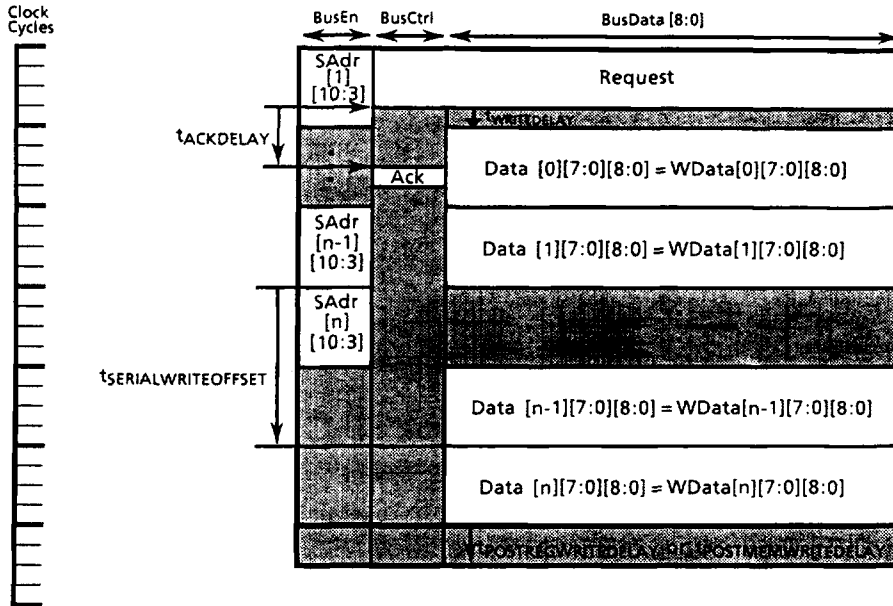 Clock
Cycles
BusEn
BusCtrl
BusData [8:0]
SAdr
[1]
[10:3]
Request
tWRITEDELAY
tACKDELAY
Ack
Data [0][7:0][8:0] = WData[0][7:0][8:0]
SAdr
[n-1]
[10:3]
Data [1][7:0][8:0] = WData[1][7:0][8:0]
SAdr
[n]
[10:3]
tSERIALWRITEOFFSET
Data [n-1][7:0][8:0] = WData[n-1][7:0][8:0]
Data [n][7:0][8:0] = WData[n][7:0][8:0]
tPOSTREGWRITEDELAY POSTMEMWRITEDELAY